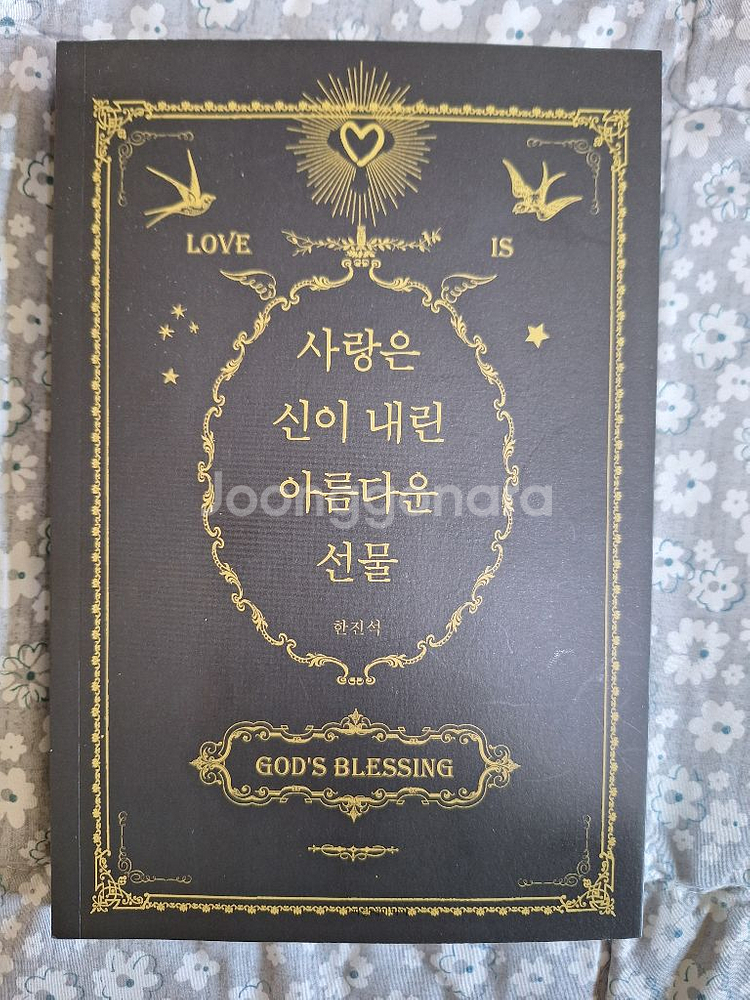 LOVE IS
사랑은
신이 내린
아름다운
선물
한진석
GOD'S BLESSING
Joonggonara